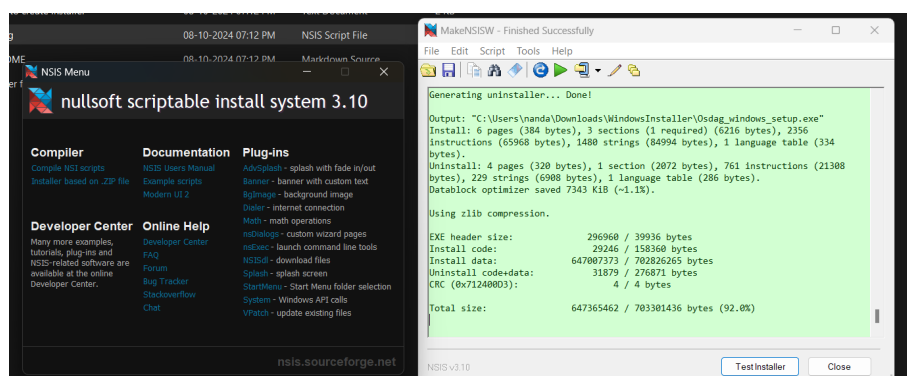 08-10-2024 07:12 PM NSIS Script File
08-10-2024 07:12 PM Markdown Source
NSIS Menu
nullsoft scriptable install system 3.10
Compiler
Compile NSI scripts
Installer based on .ZIP file
Developer Center
Many more examples,
tutorials, plug-ins and
NSIS-related software are
available at the online
Developer Center.
Documentation
NSIS Users Manual
Example scripts
Modern UI 2
Online Help
Developer Center
FAQ
Forum
Bug Tracker
Stackoverflow
Chat
Plug-ins
AdvSplash - splash with fade in/out
Banner - banner with custom text
BgImage - background image
Dialer - internet connection
Math - math operations
nsDialogs - custom wizard pages
nsExec - launch command line tools
NSISdl - download files
Splash - splash screen
StartMenu - Start Menu folder selection
System - Windows API calls
VPatch - update existing files
nsis.sourceforge.net
MakeNSISW - Finished Successfully
File Edit Script Tools Help
Generating uninstaller... Done!
Output: "C:\Users\nanda\Downloads\WindowsInstaller\Osdag_windows_setup.exe"
Install: 6 pages (384 bytes), 3 sections (1 required) (6216 bytes), 2356
instructions (65968 bytes), 1480 strings (84994 bytes), 1 language table (334
bytes).
Uninstall: 4 pages (320 bytes), 1 section (2072 bytes), 761 instructions (21308
bytes), 229 strings (6908 bytes), 1 language table (286 bytes).
Datablock optimizer saved 7343 KiB (~1.1%).
Using zlib compression.
EXE header size: 296960 / 39936 bytes
Install code: 29246 / 158360 bytes
Install data: 647007373 / 702826265 bytes
Uninstall code+data: 31879 / 276871 bytes
CRC (0x712400D3): 4 / 4 bytes
Total size: 647365462 / 703301436 bytes (92.0%)
NSIS v3.10
Test Installer
Close